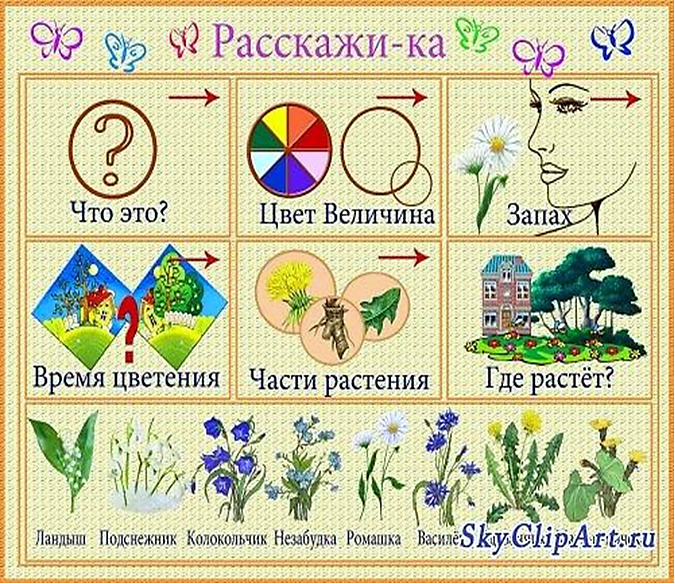 Расскажи-ка
Что это?
Цвет Величина
Запах
Время цветения
Части растения
Где растёт?
Ландыш Подснежник Колокольчик Незабудка Ромашка
SkyClipArt.ru